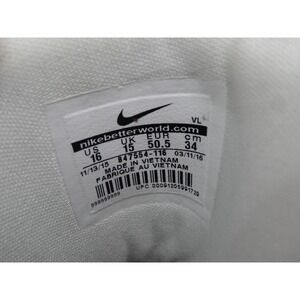 VL
nikebetterworld.com
US UK EUR cm
16 15 50.5 34
11/13/15 847554-116 03/11/16
MADE IN VIETNAM
FABRIQUE AU VIETNAM
UPC